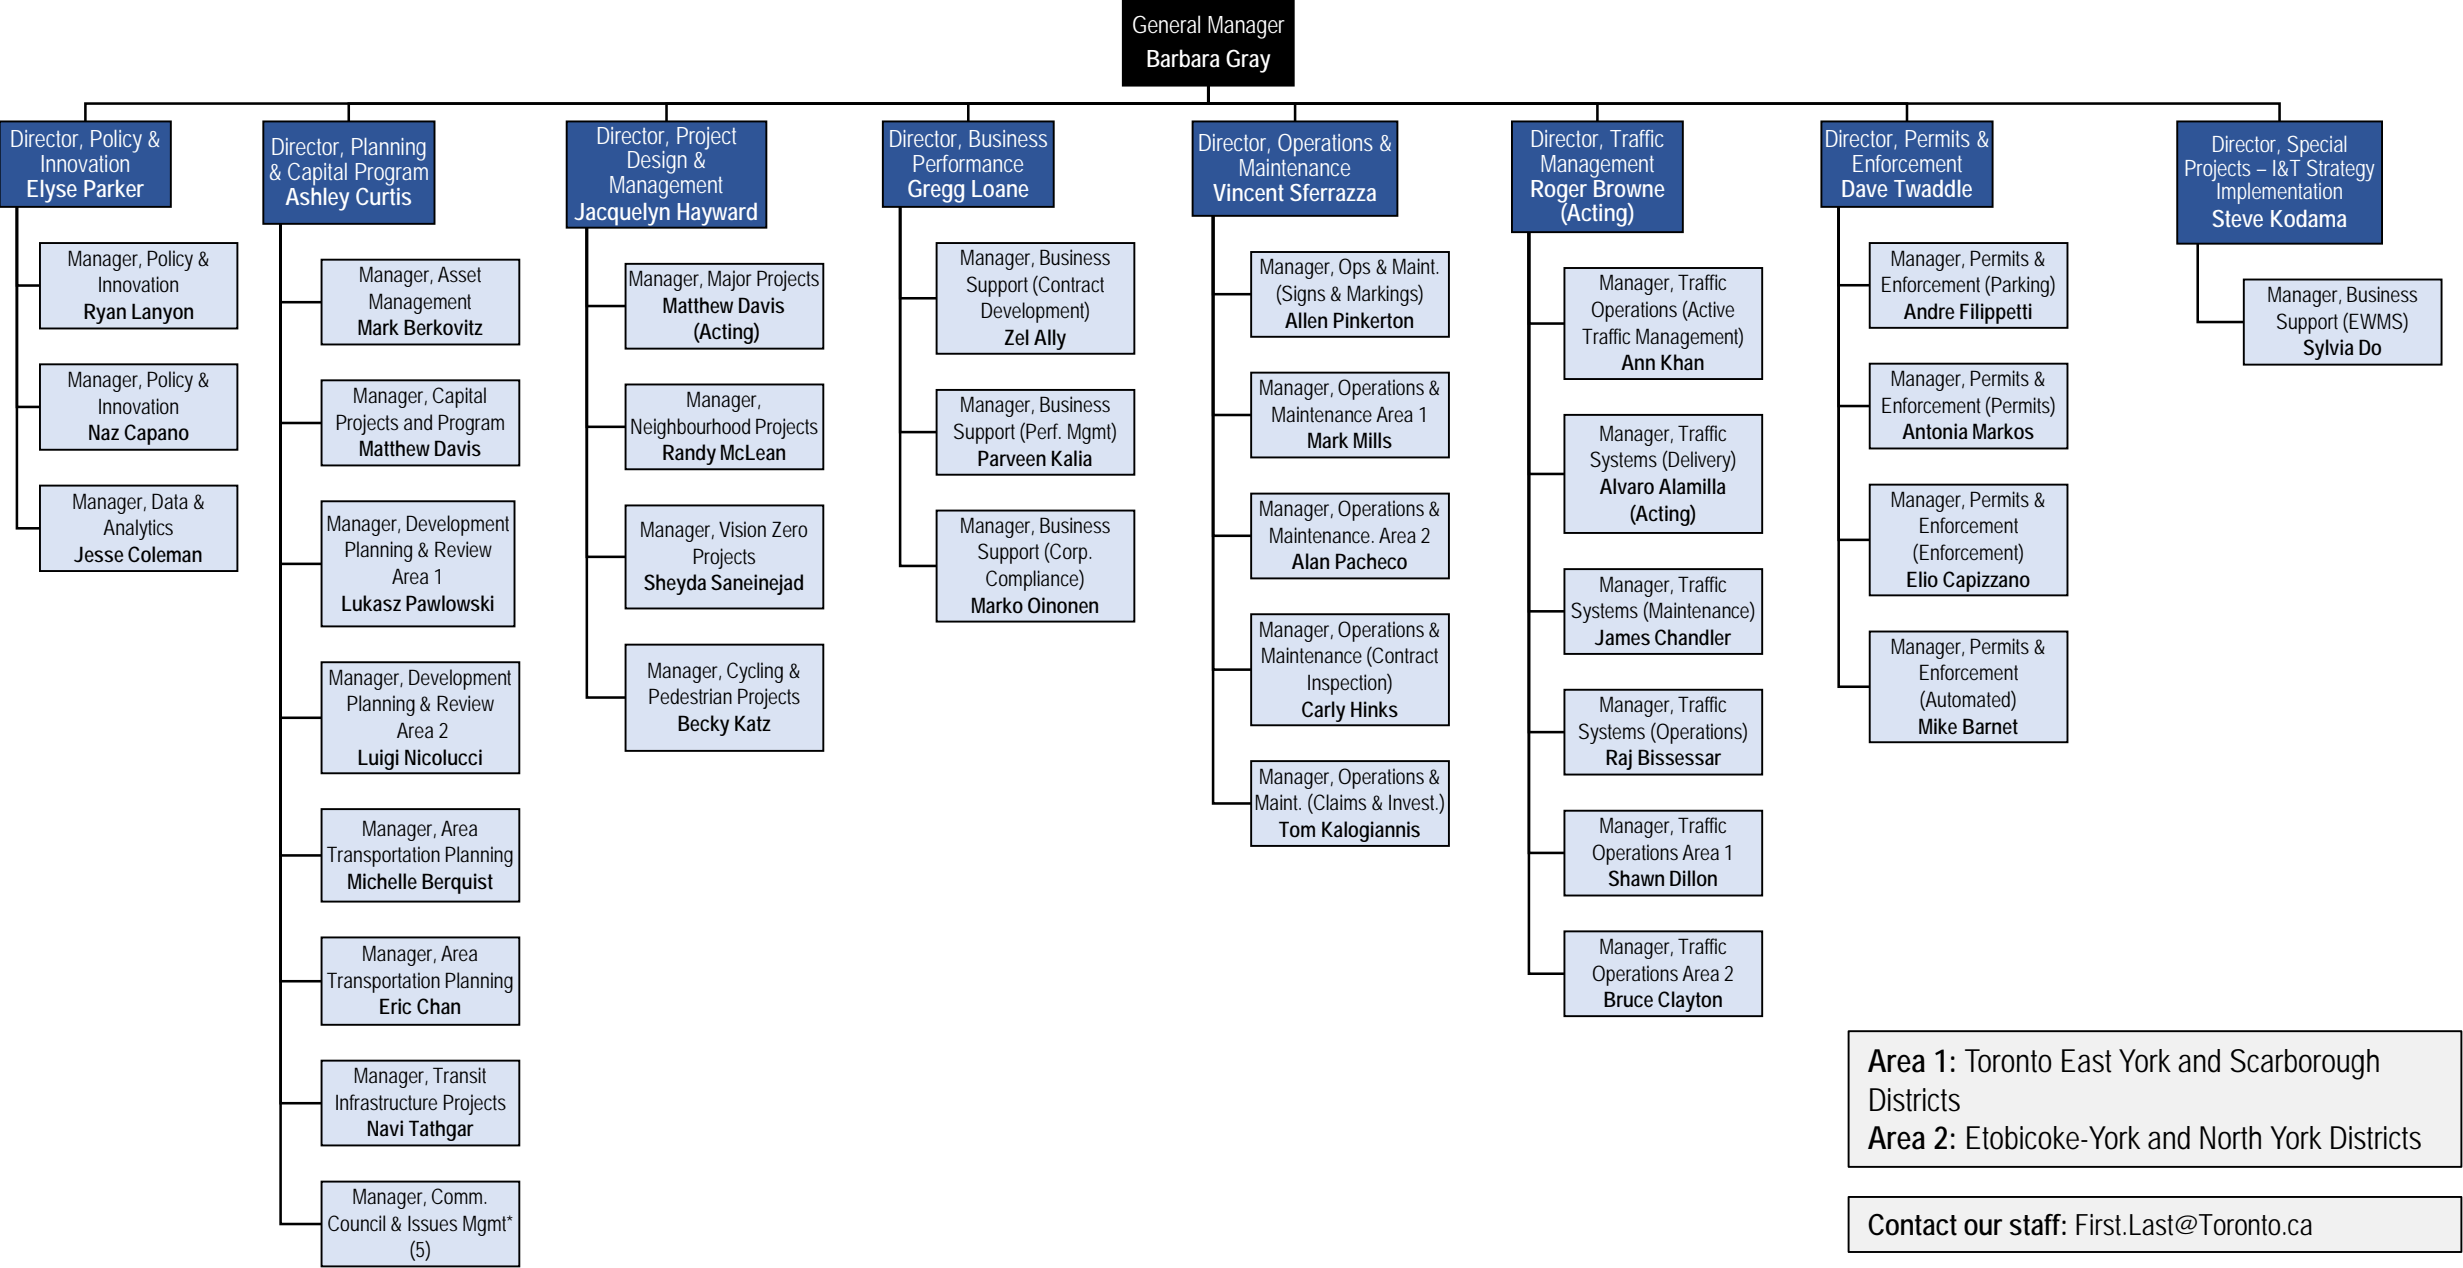 General Manager
Barbara Gray
Director, Policy &
Innovation
Elyse Parker
Manager, Policy &
Innovation
Ryan Lanyon
Manager, Policy &
Innovation
Naz Capano
Manager, Data &
Analytics
Jesse Coleman
Director, Planning
& Capital Program
Ashley Curtis
Manager, Asset
Management
Mark Berkovitz
Manager, Capital
Projects and Program
Matthew Davis
Manager, Development
Planning & Review
Area 1
Lukasz Pawlowski
Manager, Development
Planning & Review
Area 2
Luigi Nicolucci
Manager, Area
Transportation Planning
Michelle Berquist
Manager, Area
Transportation Planning
Eric Chan
Manager, Transit
Infrastructure Projects
Navi Tathgar
Manager, Comm.
Council & Issues Mgmt*
(5)
Director, Project
Design &
Management
Jacquelyn Hayward
Manager, Major Projects
Matthew Davis
(Acting)
Manager,
Neighbourhood Projects
Randy McLean
Manager, Vision Zero
Projects
Sheyda Saneinejad
Manager, Cycling &
Pedestrian Projects
Becky Katz
Director, Business
Performance
Gregg Loane
Manager, Business
Support (Contract
Development)
Zel Ally
Manager, Business
Support (Perf. Mgmt)
Parveen Kalia
Manager, Business
Support (Corp.
Compliance)
Marko Oinonen
Director, Operations &
Maintenance
Vincent Sferrazza
Manager, Ops & Maint.
(Signs & Markings)
Allen Pinkerton
Manager, Operations &
Maintenance Area 1
Mark Mills
Manager, Operations &
Maintenance. Area 2
Alan Pacheco
Manager, Operations &
Maintenance (Contract
Inspection)
Carly Hinks
Manager, Operations &
Maint. (Claims & Invest.)
Tom Kalogiannis
Director, Traffic
Management
Roger Browne
(Acting)
Manager, Traffic
Operations (Active
Traffic Management)
Ann Khan
Manager, Traffic
Systems (Delivery)
Alvaro Alamilla
(Acting)
Manager, Traffic
Systems (Maintenance)
James Chandler
Manager, Traffic
Systems (Operations)
Raj Bissessar
Manager, Traffic
Operations Area 1
Shawn Dillon
Manager, Traffic
Operations Area 2
Bruce Clayton
Director, Permits &
Enforcement
Dave Twaddle
Manager, Permits &
Enforcement (Parking)
Andre Filippetti
Manager, Permits &
Enforcement (Permits)
Antonia Markos
Manager, Permits &
Enforcement
(Enforcement)
Elio Capizzano
Manager, Permits &
Enforcement
(Automated)
Mike Barnet
Director, Special
Projects – I&T Strategy
Implementation
Steve Kodama
Manager, Business
Support (EWMS)
Sylvia Do
Area 1: Toronto East York and Scarborough
Districts
Area 2: Etobicoke-York and North York Districts
Contact our staff: First.Last@Toronto.ca